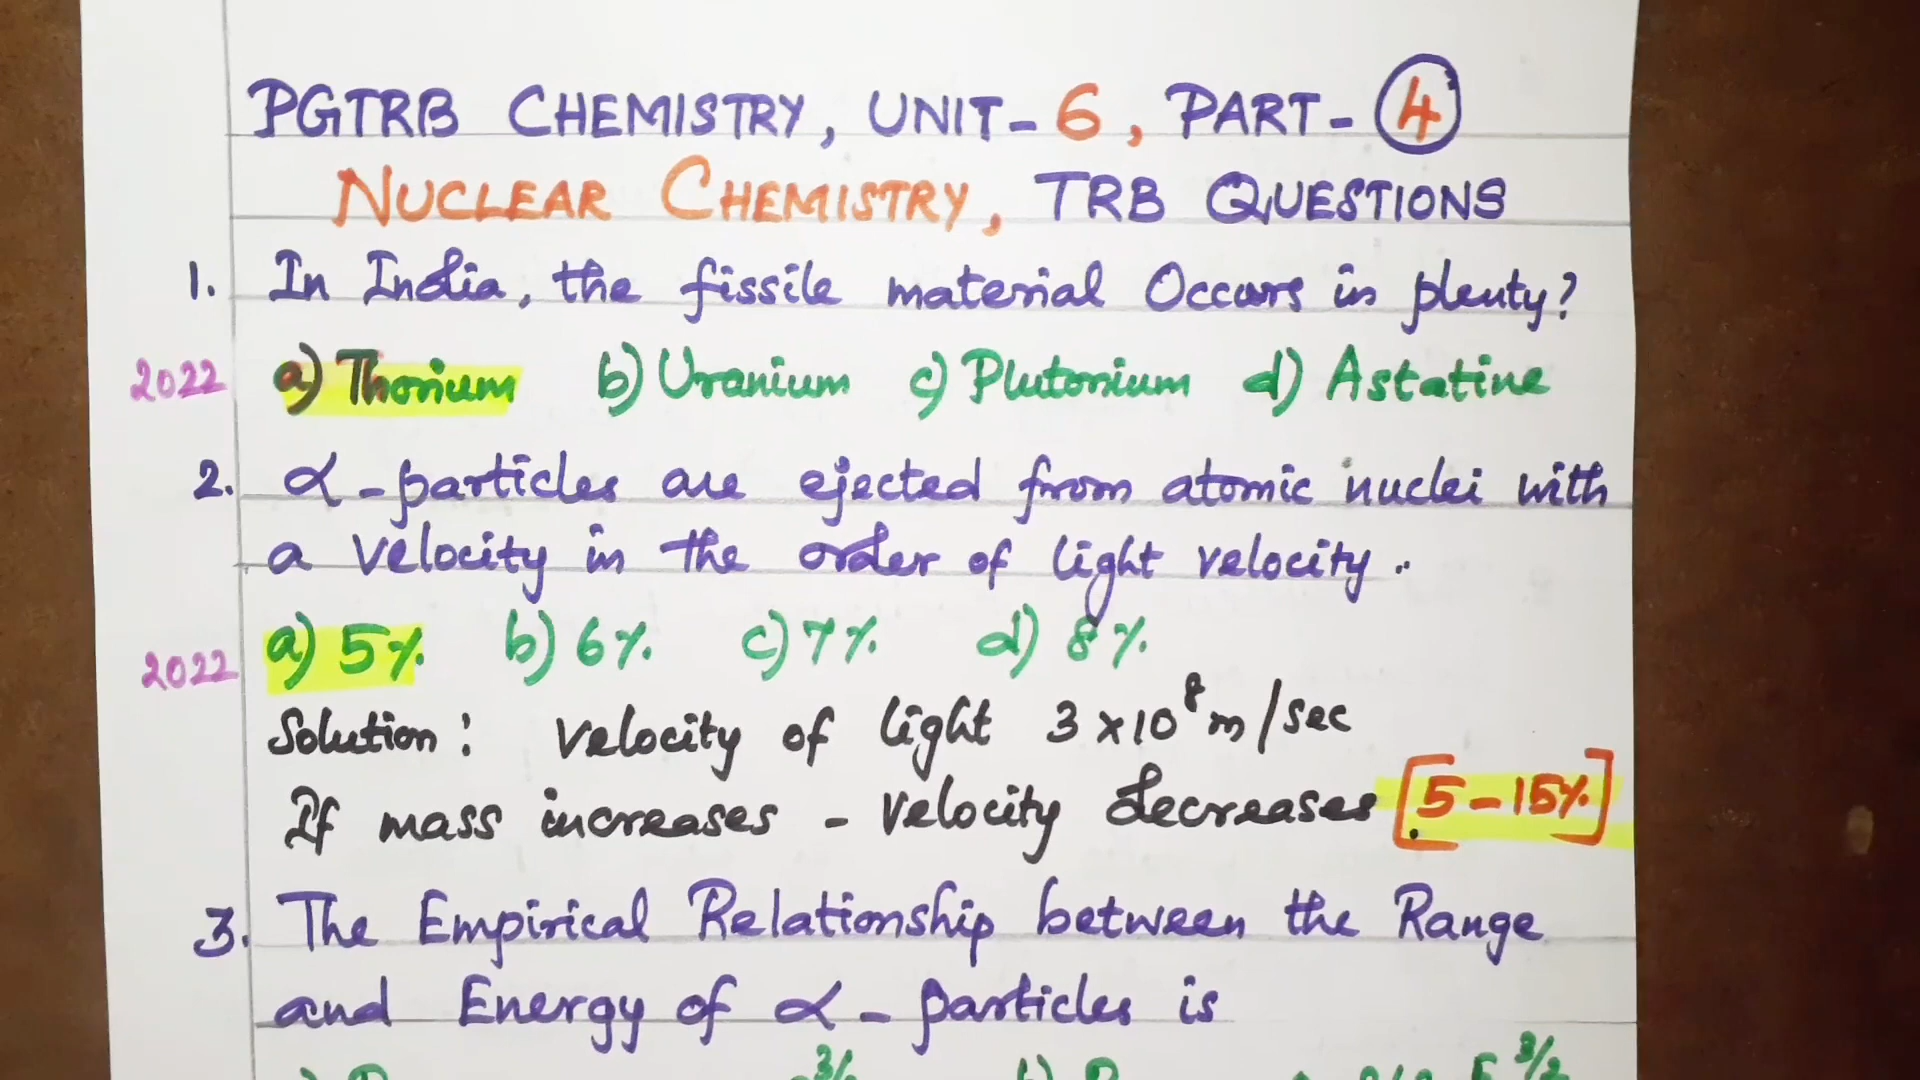 PGTRB CHEMISTRY, UNIT-6, PART-4
NUCLEAR CHEMISTRY, TRB QUESTIONS
1. In India, the fissile material Occurs in plenty?
2022 a) Thorium b) Uranium c) Plutonium d) Astatine
2. α-particles are ejected from atomic nuclei with
a velocity in the order of light velocity..
2022 a) 5% b) 6% c) 7% d) 8%
Solution: Velocity of light 3×10⁸ m/sec
If mass increases - Velocity decreases [5-15%]
3. The Empirical Relationship between the Range
and Energy of α-particles is